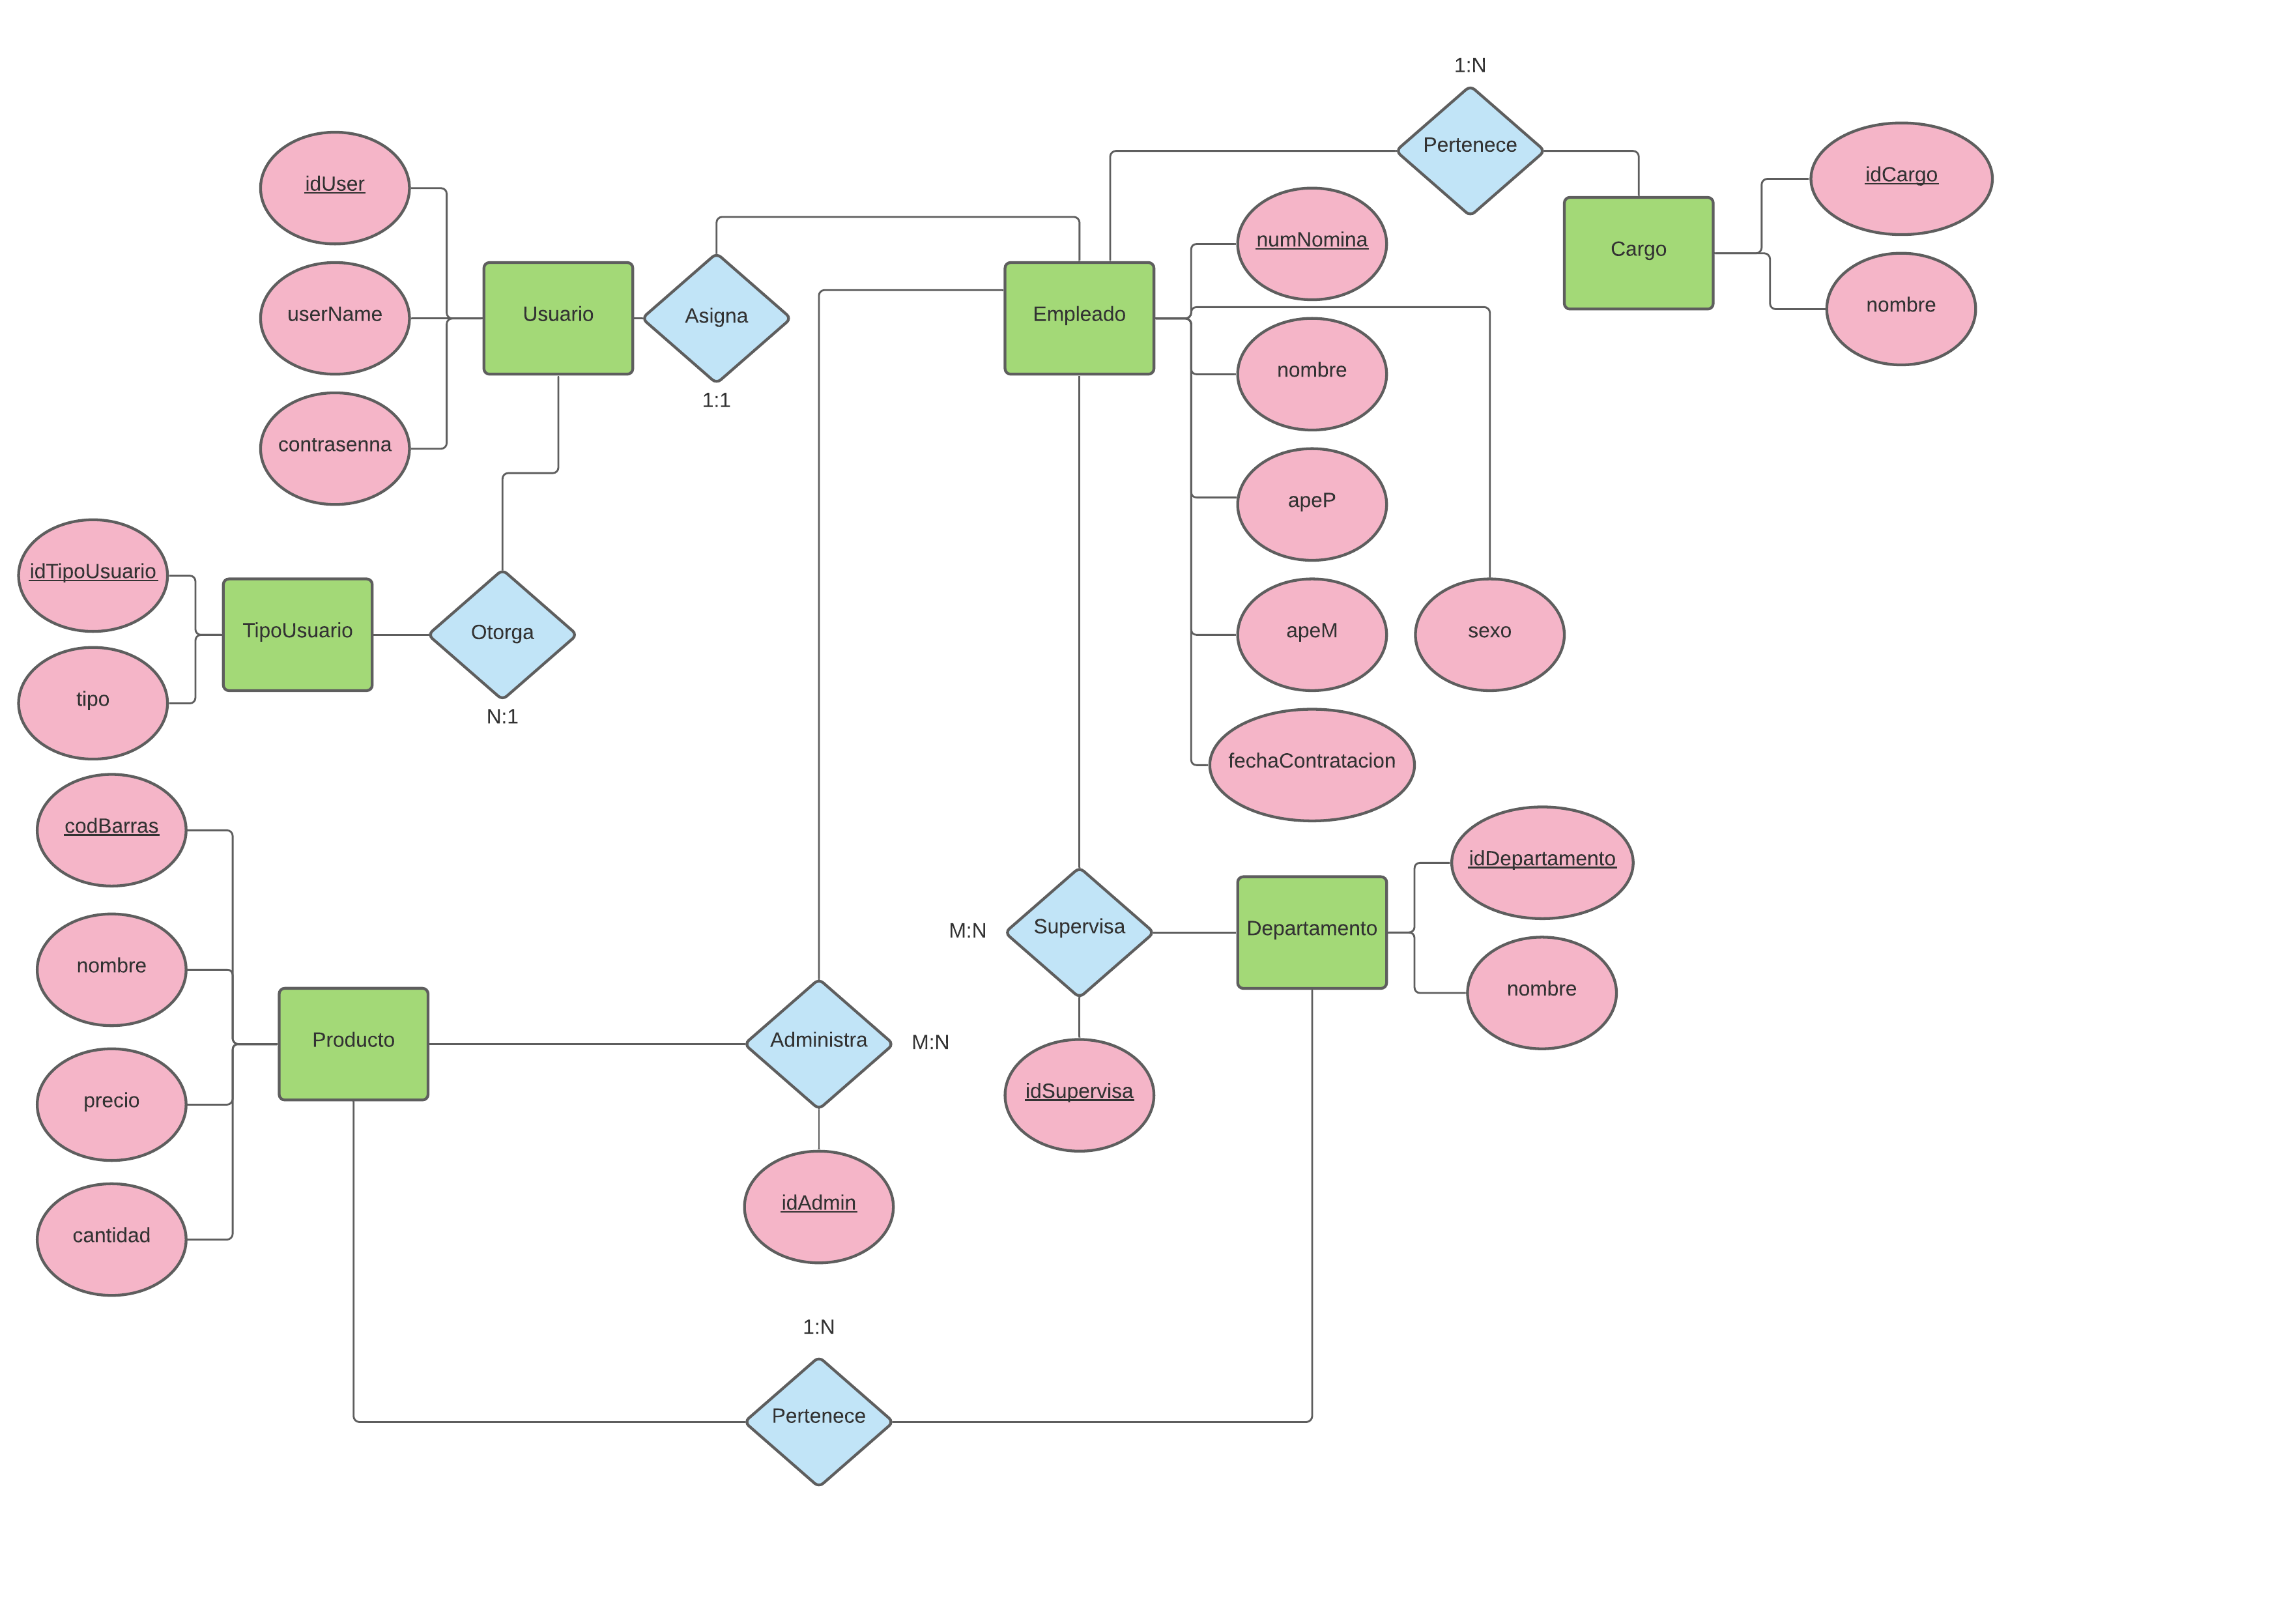 1:N
Pertenece
idCargo
idUser
numNomina
Cargo
userName
Usuario
Asigna
Empleado
nombre
nombre
1:1
contrasenna
apeP
idTipoUsuario
TipoUsuario
Otorga
apeM
sexo
tipo
N:1
fechaContratacion
codBarras
idDepartamento
M:N
Supervisa
Departamento
nombre
nombre
Producto
Administra
M:N
precio
idSupervisa
idAdmin
cantidad
1:N
Pertenece